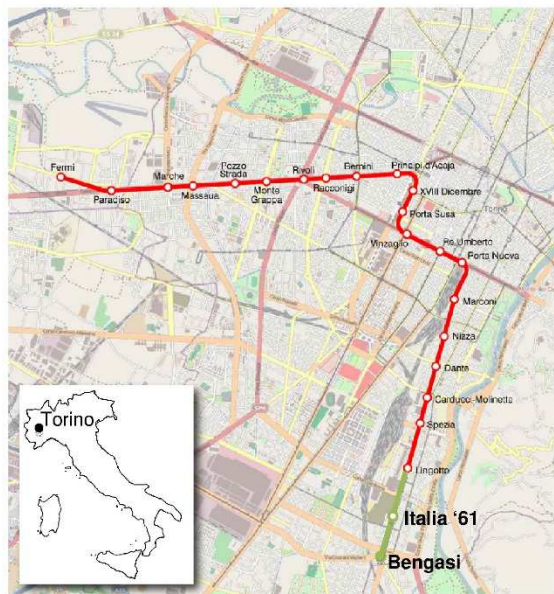 Fermi
Paradiso
Marche
Massaua
Pozzo
Strada
Monte
Grappa
Rivoli
Racconigi
Bernini
Principi d'Acaja
XVIII Dicembre
Porta Susa
Vinzaglio
Re Umberto
Porta Nuova
Marconi
Nizza
Dante
Carducci-Molinette
Spezia
Lingotto
Italia ‘61
Bengasi
Torino